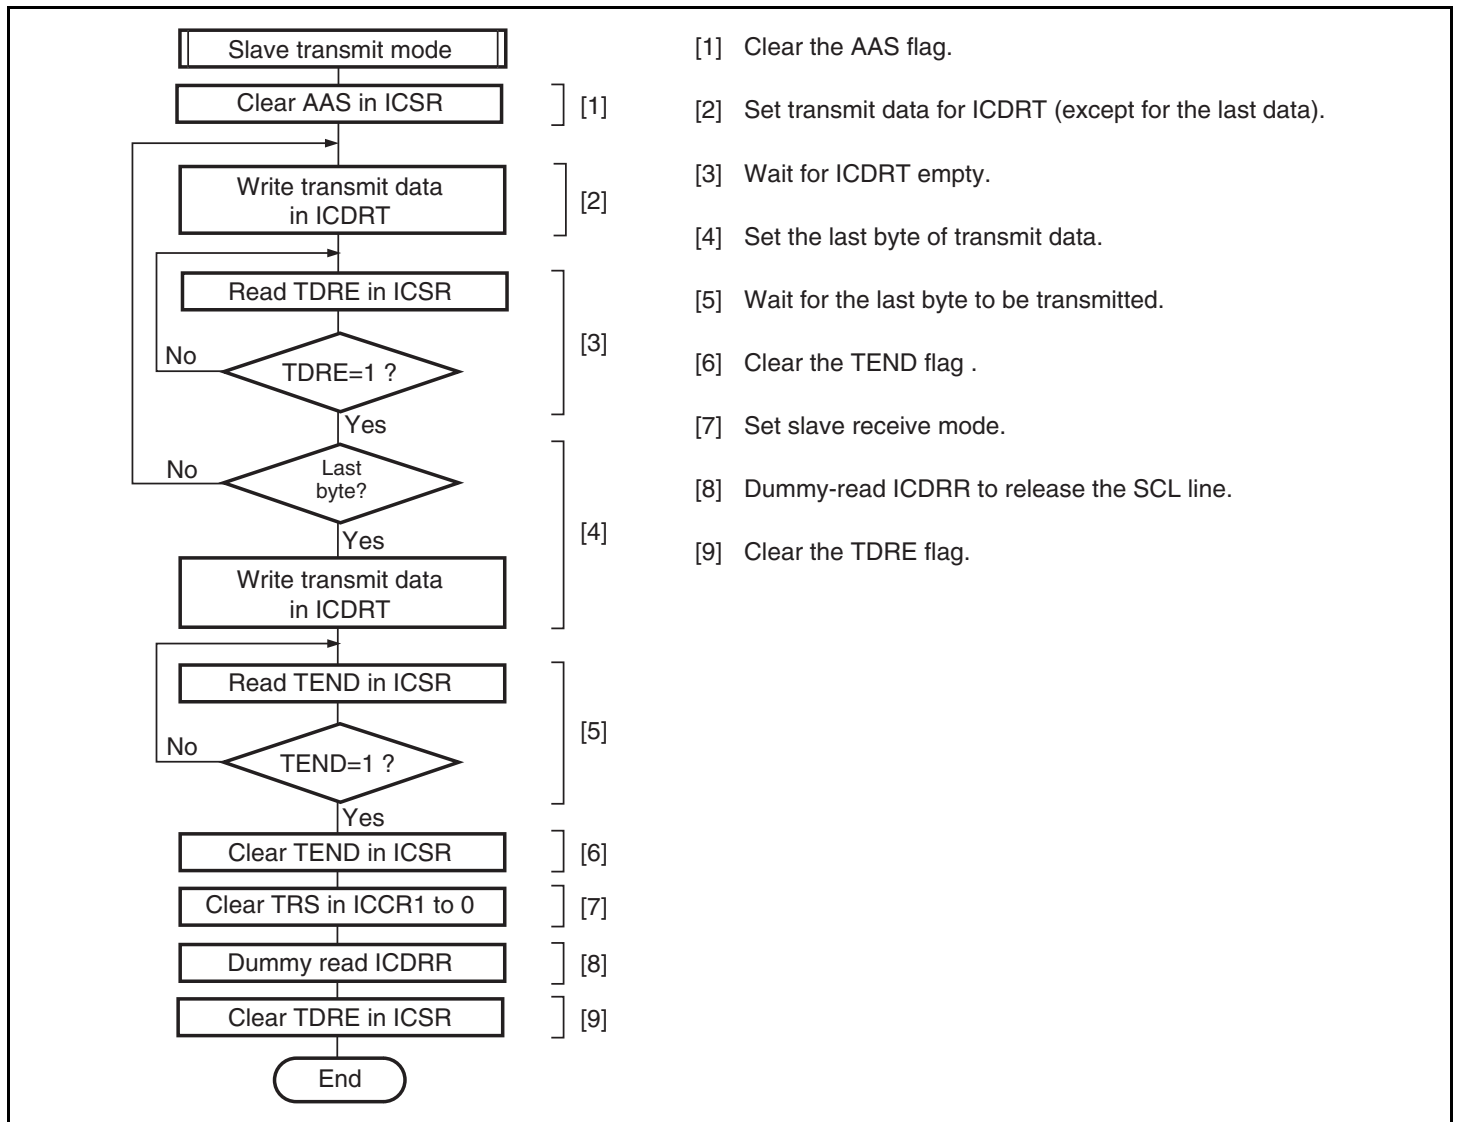 Slave transmit mode
Clear AAS in ICSR
[1]
Write transmit data
in ICDRT
[2]
Read TDRE in ICSR
No
TDRE=1 ?
[3]
Yes
No
Last
byte?
[4]
Yes
Write transmit data
in ICDRT
Read TEND in ICSR
No
TEND=1 ?
[5]
Yes
Clear TEND in ICSR
[6]
Clear TRS in ICCR1 to 0
[7]
Dummy read ICDRR
[8]
Clear TDRE in ICSR
[9]
End
[1] Clear the AAS flag.
[2] Set transmit data for ICDRT (except for the last data).
[3] Wait for ICDRT empty.
[4] Set the last byte of transmit data.
[5] Wait for the last byte to be transmitted.
[6] Clear the TEND flag .
[7] Set slave receive mode.
[8] Dummy-read ICDRR to release the SCL line.
[9] Clear the TDRE flag.